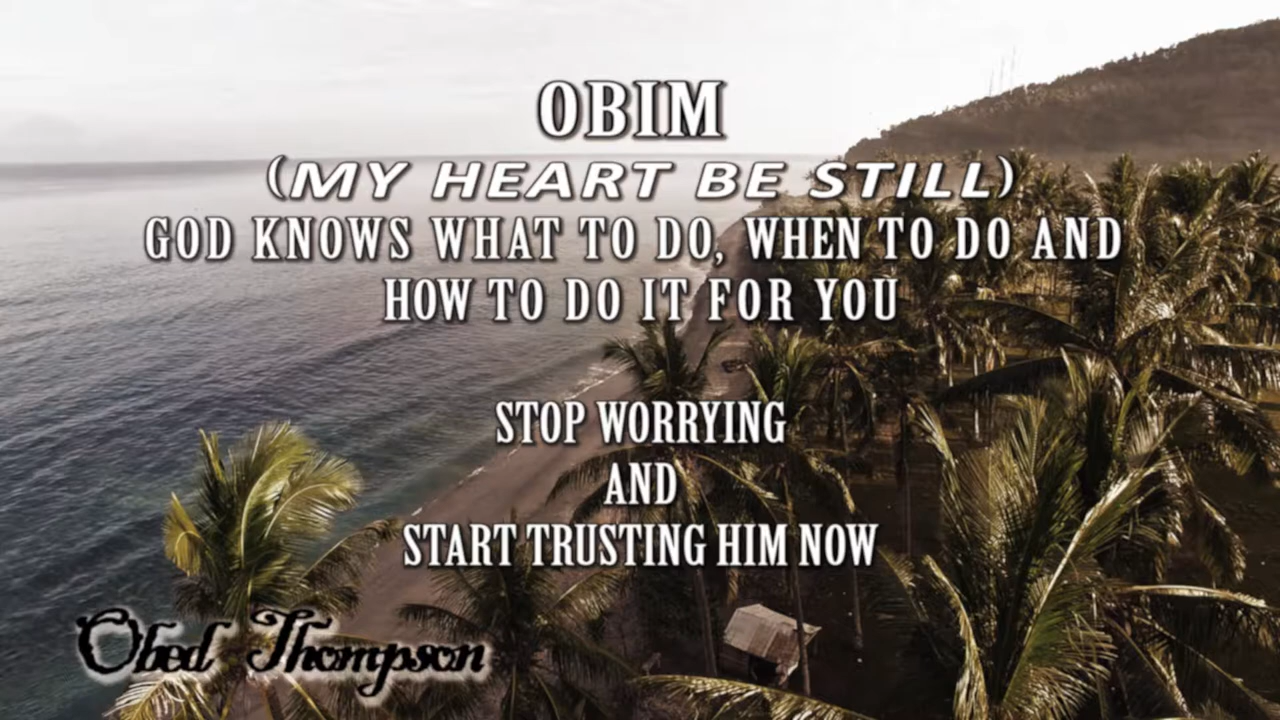 OBIM
(MY HEART BE STILL)
GOD KNOWS WHAT TO DO, WHEN TO DO AND
HOW TO DO IT FOR YOU
STOP WORRYING
AND
START TRUSTING HIM NOW
Obed Thompson